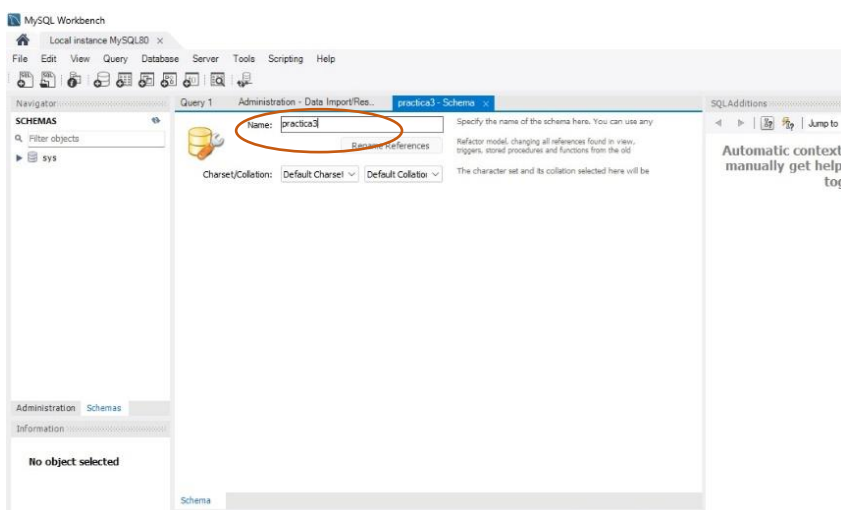 MySQL Workbench
Local instance MySQL80 ×
File Edit View Query Database Server Tools Scripting Help
Navigator
SCHEMAS
Filter objects
sys
Administration Schemas
Information
No object selected
Query 1 Administration - Data Import/Res... practica3 - Schema ×
Name: practica3
Specify the name of the schema here. You can use any
Rename References
Refactor model, changing all references found in view,
triggers, stored procedures and functions from the old
Charset/Collation: Default Charset Default Collation
The character set and its collation selected here will be
Schema
SQLAdditions
Jump to
Automatic context
manually get help
tog